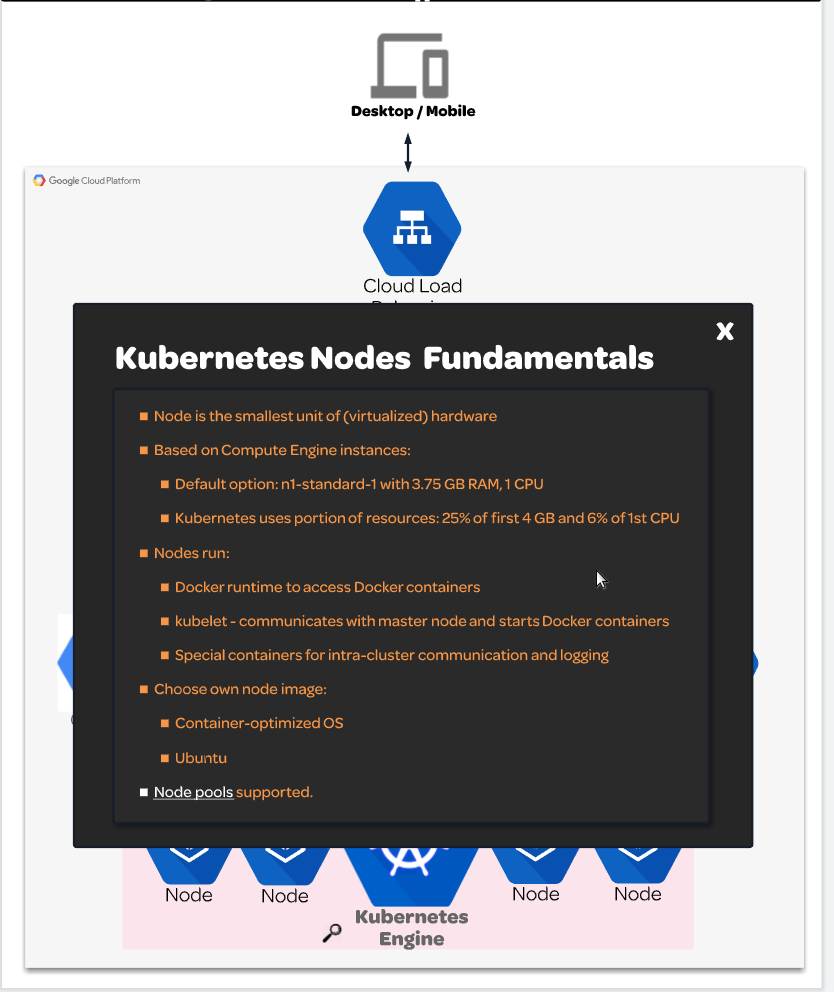 Desktop / Mobile
Google Cloud Platform
Cloud Load
X
Kubernetes Nodes Fundamentals
Node is the smallest unit of (virtualized) hardware
Based on Compute Engine instances:
Default option: n1-standard-1 with 3.75 GB RAM, 1 CPU
Kubernetes uses portion of resources: 25% of first 4 GB and 6% of 1st CPU
Nodes run:
Docker runtime to access Docker containers
kubelet - communicates with master node and starts Docker containers
Special containers for intra-cluster communication and logging
Choose own node image:
Container-optimized OS
Ubuntu
Node pools supported.
Node
Node
Node
Node
Kubernetes
Engine